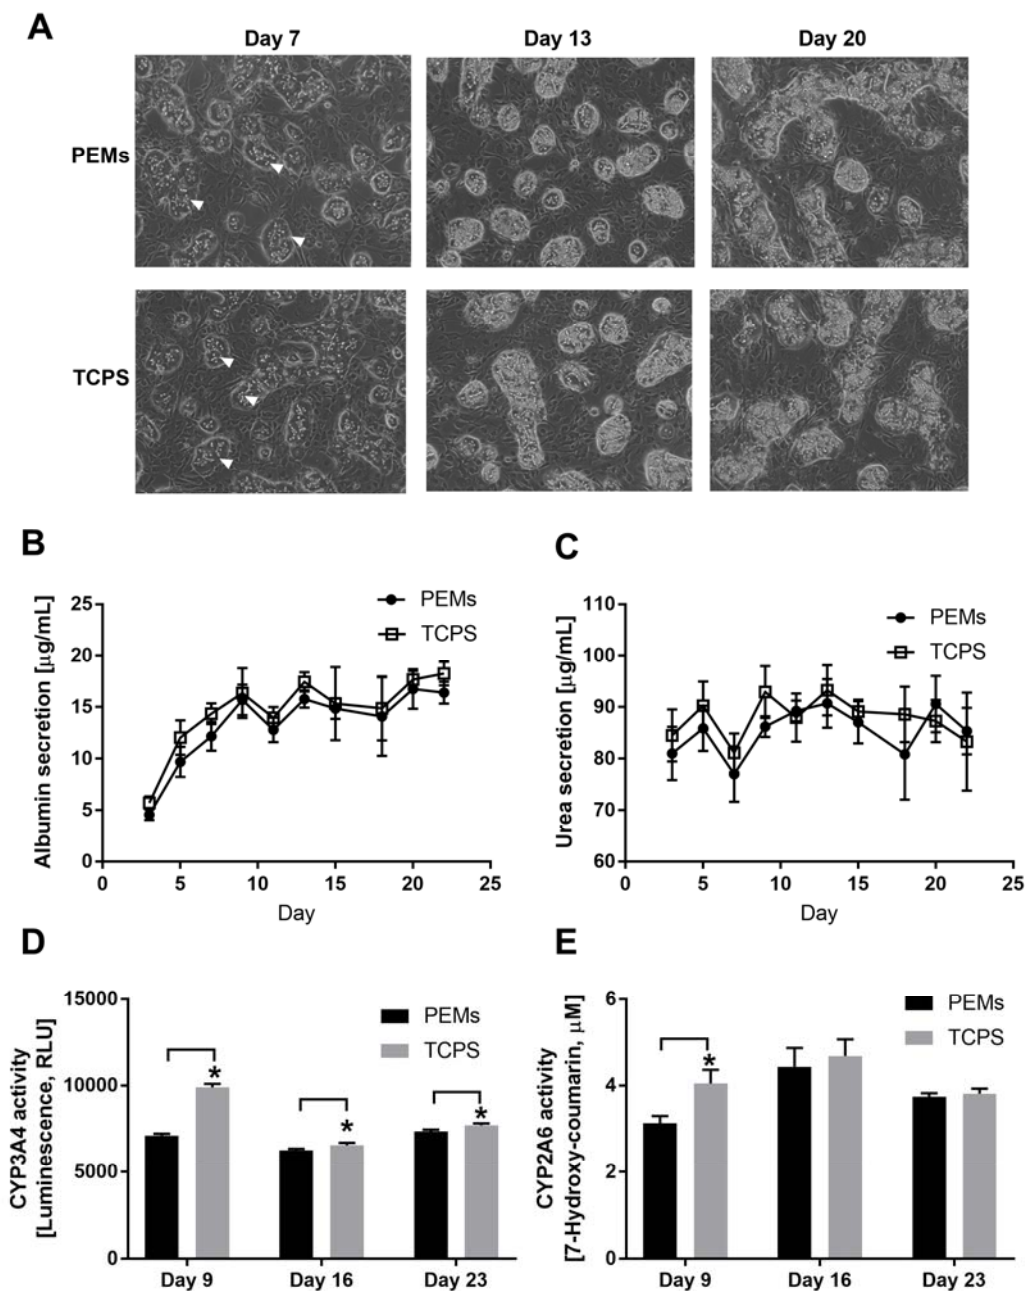 A
Day 7
Day 13
Day 20
PEMs
TCPS
B
Albumin secretion [μg/mL]
25
20
15
10
5
0
0
5
10
15
20
25
Day
PEMs
TCPS
C
Urea secretion [μg/mL]
110
100
90
80
70
60
0
5
10
15
20
25
Day
PEMs
TCPS
D
CYP3A4 activity
[Luminescence, RLU]
15000
10000
5000
0
PEMs
TCPS
*
*
*
Day 9
Day 16
Day 23
E
CYP2A6 activity
[7-Hydroxy-coumarin, μM]
6
4
2
0
PEMs
TCPS
*
Day 9
Day 16
Day 23